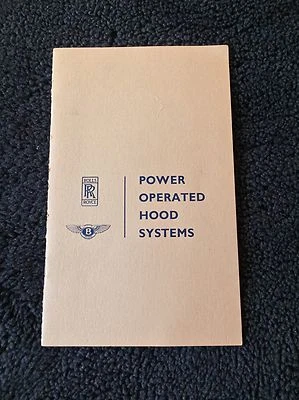 ROLLS
RR
ROYCE
B
POWER
OPERATED
HOOD
SYSTEMS